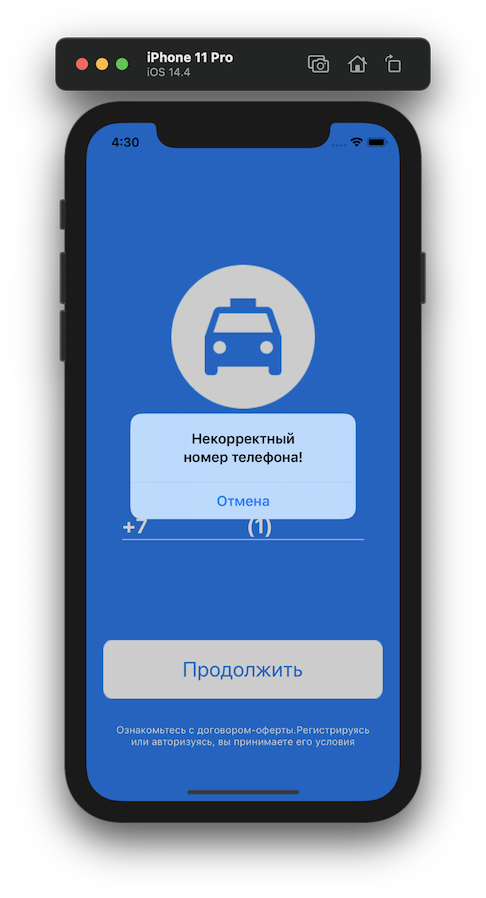 iPhone 11 Pro
iOS 14.4
4:30
Некорректный
номер телефона!
Отмена
+7 (1)
Продолжить
Ознакомьтесь с договором-оферты.Регистрируясь
или авторизуясь, вы принимаете его условия